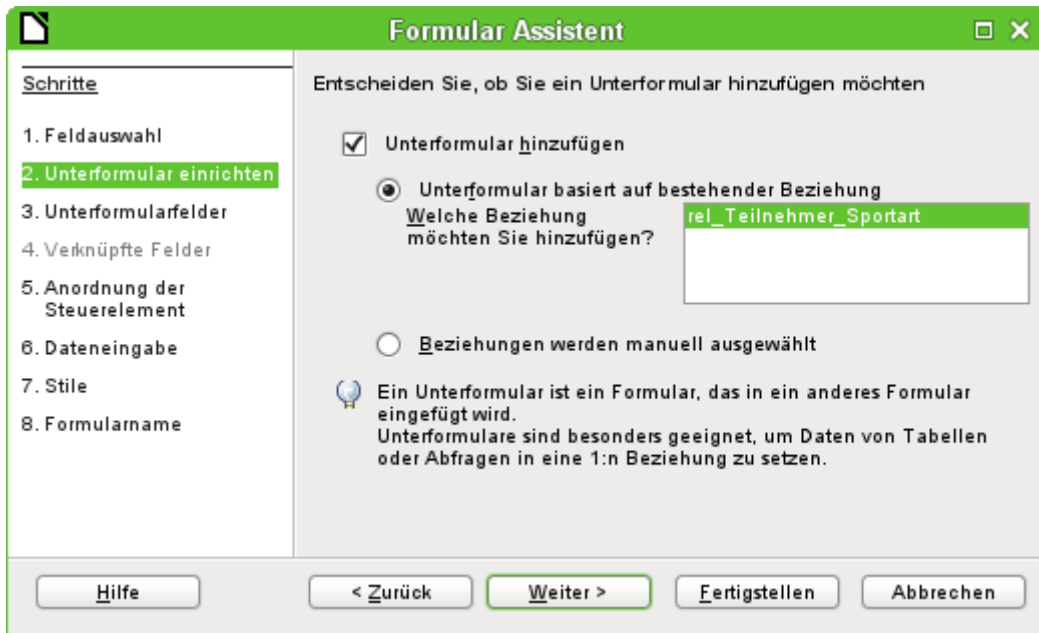 Formular Assistent
Schritte
1. Feldauswahl
2. Unterformular einrichten
3. Unterformularfelder
4. Verknüpfte Felder
5. Anordnung der
Steuerelement
6. Dateneingabe
7. Stile
8. Formularname
Entscheiden Sie, ob Sie ein Unterformular hinzufügen möchten
Unterformular hinzufügen
Unterformular basiert auf bestehender Beziehung
Welche Beziehung
möchten Sie hinzufügen?
rel_Teilnehmer_Sportart
Beziehungen werden manuell ausgewählt
Ein Unterformular ist ein Formular, das in ein anderes Formular
eingefügt wird.
Unterformulare sind besonders geeignet, um Daten von Tabellen
oder Abfragen in eine 1:n Beziehung zu setzen.
Hilfe
< Zurück
Weiter >
Fertigstellen
Abbrechen